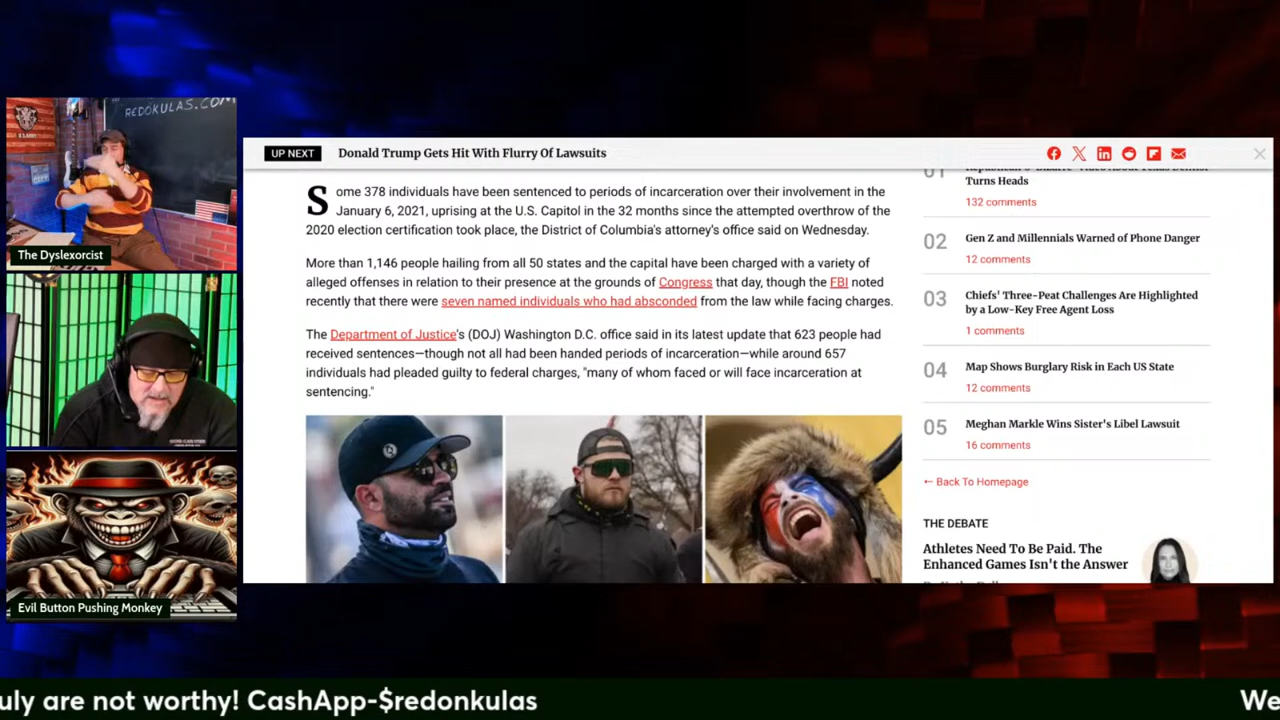 REDOKULAS.COM
The Dyslexorcist
Evil Button Pushing Monkey
UP NEXT
Donald Trump Gets Hit With Flurry Of Lawsuits
Some 378 individuals have been sentenced to periods of incarceration over their involvement in the
January 6, 2021, uprising at the U.S. Capitol in the 32 months since the attempted overthrow of the
2020 election certification took place, the District of Columbia's attorney's office said on Wednesday.
More than 1,146 people hailing from all 50 states and the capital have been charged with a variety of
alleged offenses in relation to their presence at the grounds of Congress that day, though the FBI noted
recently that there were seven named individuals who had absconded from the law while facing charges.
The Department of Justice's (DOJ) Washington D.C. office said in its latest update that 623 people had
received sentences—though not all had been handed periods of incarceration—while around 657
individuals had pleaded guilty to federal charges, "many of whom faced or will face incarceration at
sentencing."
01
Republican's "Bizarre" Video About Texas Dentist
Turns Heads
132 comments
02
Gen Z and Millennials Warned of Phone Danger
12 comments
03
Chiefs' Three-Peat Challenges Are Highlighted
by a Low-Key Free Agent Loss
1 comments
04
Map Shows Burglary Risk in Each US State
12 comments
05
Meghan Markle Wins Sister's Libel Lawsuit
16 comments
← Back To Homepage
THE DEBATE
Athletes Need To Be Paid. The
Enhanced Games Isn't the Answer
uly are not worthy! CashApp-$redonkulas
We